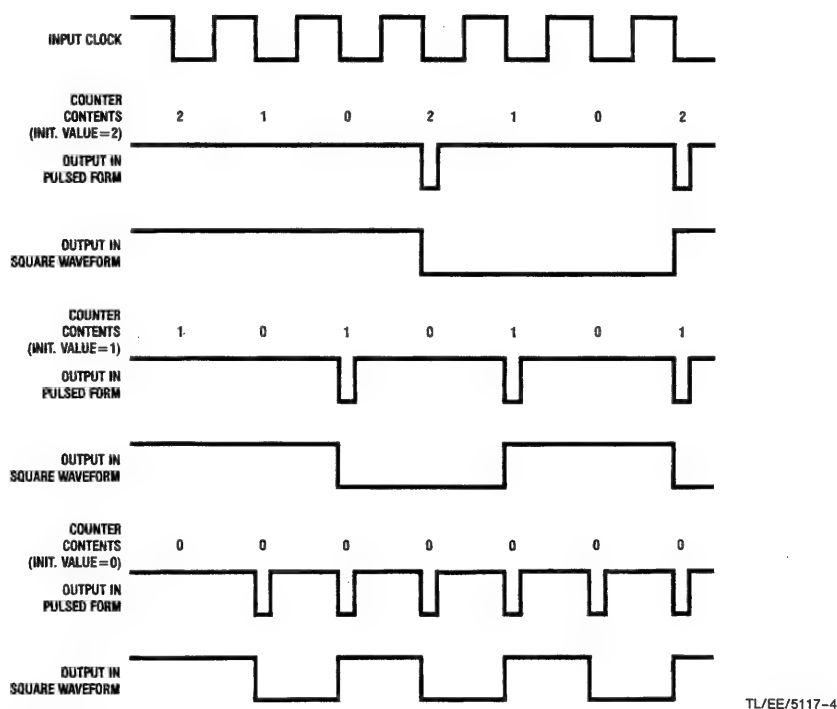 INPUT CLOCK
COUNTER
CONTENTS
(INIT. VALUE=2)
2 1 0 2 1 0 2
OUTPUT IN
PULSED FORM
OUTPUT IN
SQUARE WAVEFORM
COUNTER
CONTENTS
(INIT. VALUE=1)
1 0 1 0 1 0 1
OUTPUT IN
PULSED FORM
OUTPUT IN
SQUARE WAVEFORM
COUNTER
CONTENTS
(INIT. VALUE=0)
0 0 0 0 0 0 0
OUTPUT IN
PULSED FORM
OUTPUT IN
SQUARE WAVEFORM
TL/EE/5117-4